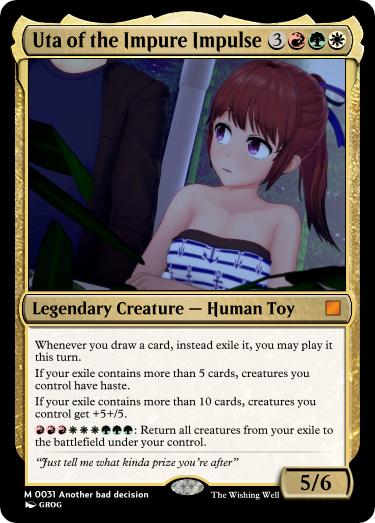 Uta of the Impure Impulse 3
Legendary Creature — Human Toy
Whenever you draw a card, instead exile it, you may play it
this turn.
If your exile contains more than 5 cards, creatures you
control have haste.
If your exile contains more than 10 cards, creatures you
control get +5+/5.
: Return all creatures from your exile to
the battlefield under your control.
“Just tell me what kinda prize you’re after”
5/6
M 0031 Another bad decision
GROG
The Wishing Well